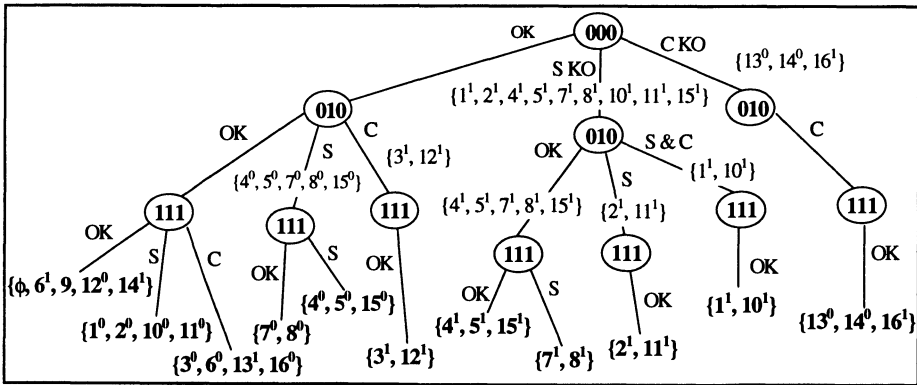 000
OK
S KO
C KO
{13⁰, 14⁰, 16¹}
{1¹, 2¹, 4¹, 5¹, 7¹, 8¹, 10¹, 11¹, 15¹}
010
010
010
OK
S
C
{3¹, 12¹}
OK
S
S & C
{1¹, 10¹}
C
{4⁰, 5⁰, 7⁰, 8⁰, 15⁰}
{4¹, 5¹, 7¹, 8¹, 15¹}
{2¹, 11¹}
111
111
111
111
111
111
111
OK
S
C
OK
S
OK
OK
S
OK
OK
OK
{ϕ, 6¹, 9, 12⁰, 14¹}
{1⁰, 2⁰, 10⁰, 11⁰}
{3⁰, 6⁰, 13¹, 16⁰}
{7⁰, 8⁰}
{4⁰, 5⁰, 15⁰}
{3¹, 12¹}
{4¹, 5¹, 15¹}
{7¹, 8¹}
{2¹, 11¹}
{1¹, 10¹}
{13⁰, 14⁰, 16¹}